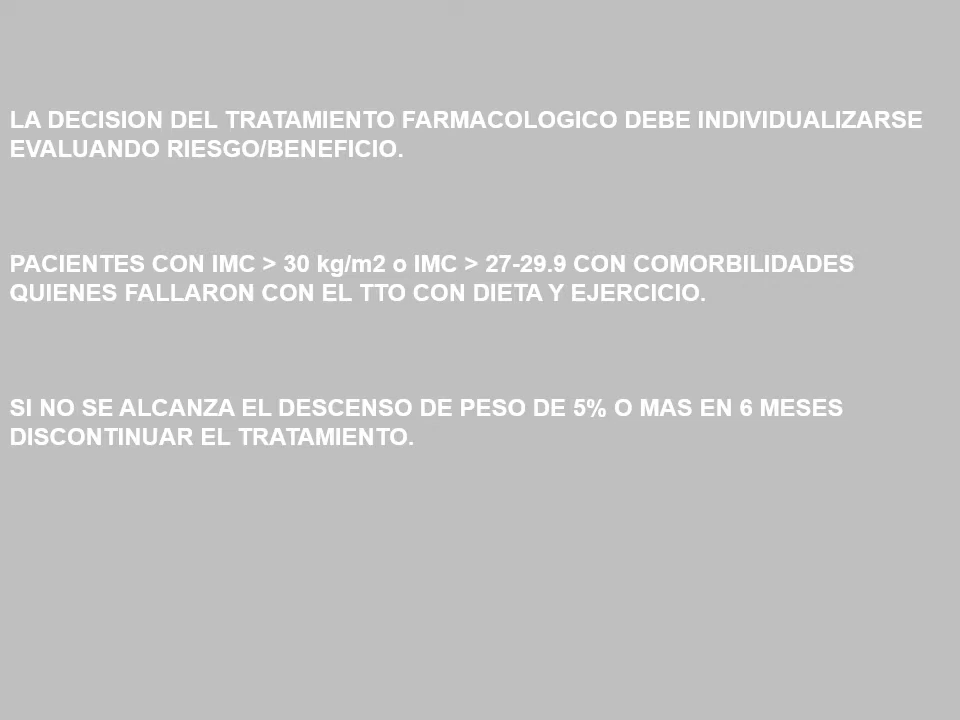 LA DECISION DEL TRATAMIENTO FARMACOLOGICO DEBE INDIVIDUALIZARSE
EVALUANDO RIESGO/BENEFICIO.
PACIENTES CON IMC > 30 kg/m2 o IMC > 27-29.9 CON COMORBILIDADES
QUIENES FALLARON CON EL TTO CON DIETA Y EJERCICIO.
SI NO SE ALCANZA EL DESCENSO DE PESO DE 5% O MAS EN 6 MESES
DISCONTINUAR EL TRATAMIENTO.